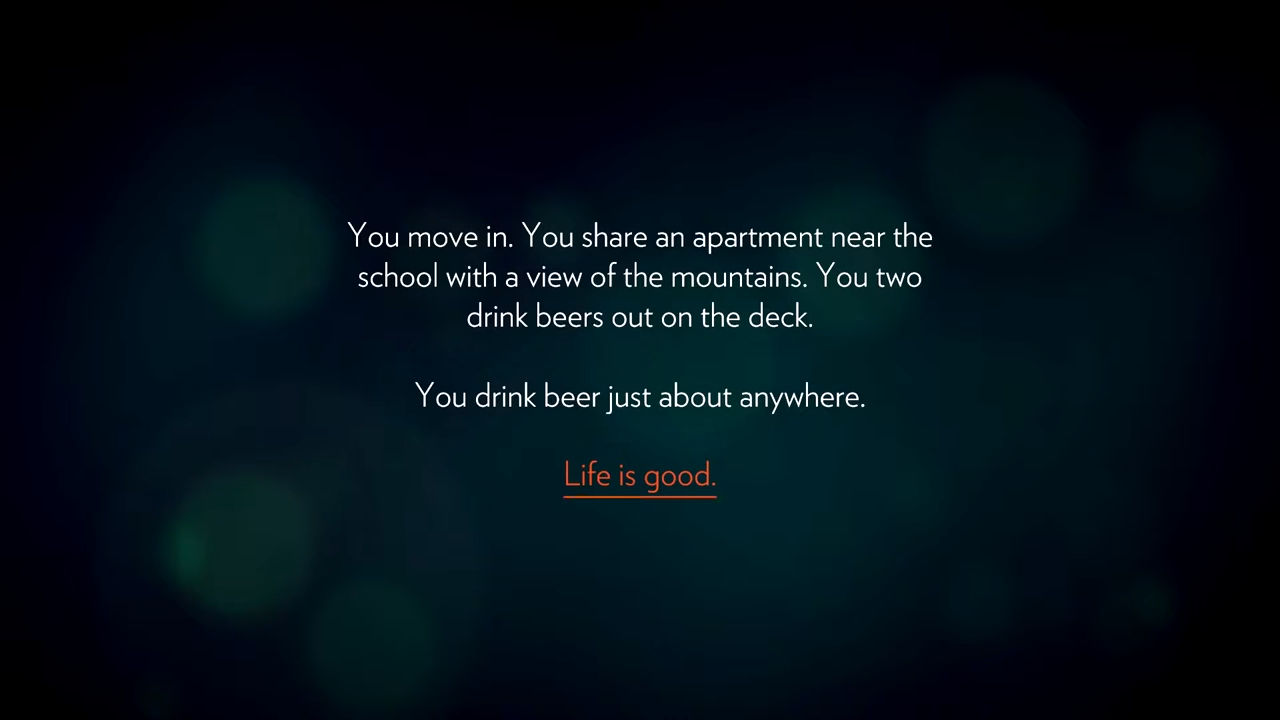 You move in. You share an apartment near the
school with a view of the mountains. You two
drink beers out on the deck.
You drink beer just about anywhere.
Life is good.